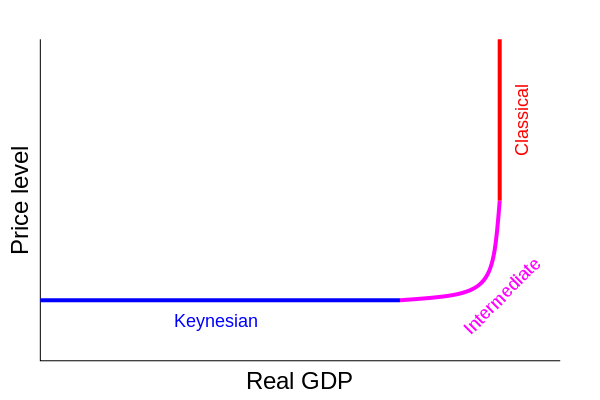 Classical
Price level
Intermediate
Keynesian
Real GDP